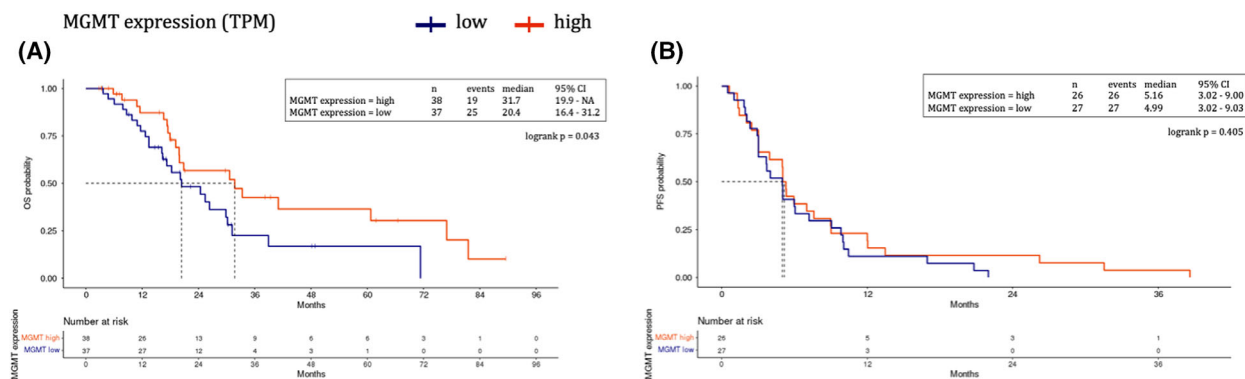 MGMT expression (TPM) low high
(A)
n events median 95% CI
MGMT expression = high 38 19 31.7 19.9 - NA
MGMT expression = low 37 25 20.4 16.4 - 31.2
logrank p = 0.043
OS probability
1.00
0.75
0.50
0.25
0.00
0 12 24 36 48 60 72 84 96
Months
Number at risk
MGMT expression
MGMT high 38 26 13 9 6 6 3 1 0
MGMT low 37 27 12 4 3 1 0 0 0
0 12 24 36 48 60 72 84 96
Months
(B)
n events median 95% CI
MGMT expression = high 26 26 5.16 3.02 - 9.00
MGMT expression = low 27 27 4.99 3.02 - 9.03
logrank p = 0.405
PFS probability
1.00
0.75
0.50
0.25
0.00
0 12 24 36
Months
Number at risk
MGMT expression
MGMT high 26 5 3 1
MGMT low 27 3 0 0
0 12 24 36
Months